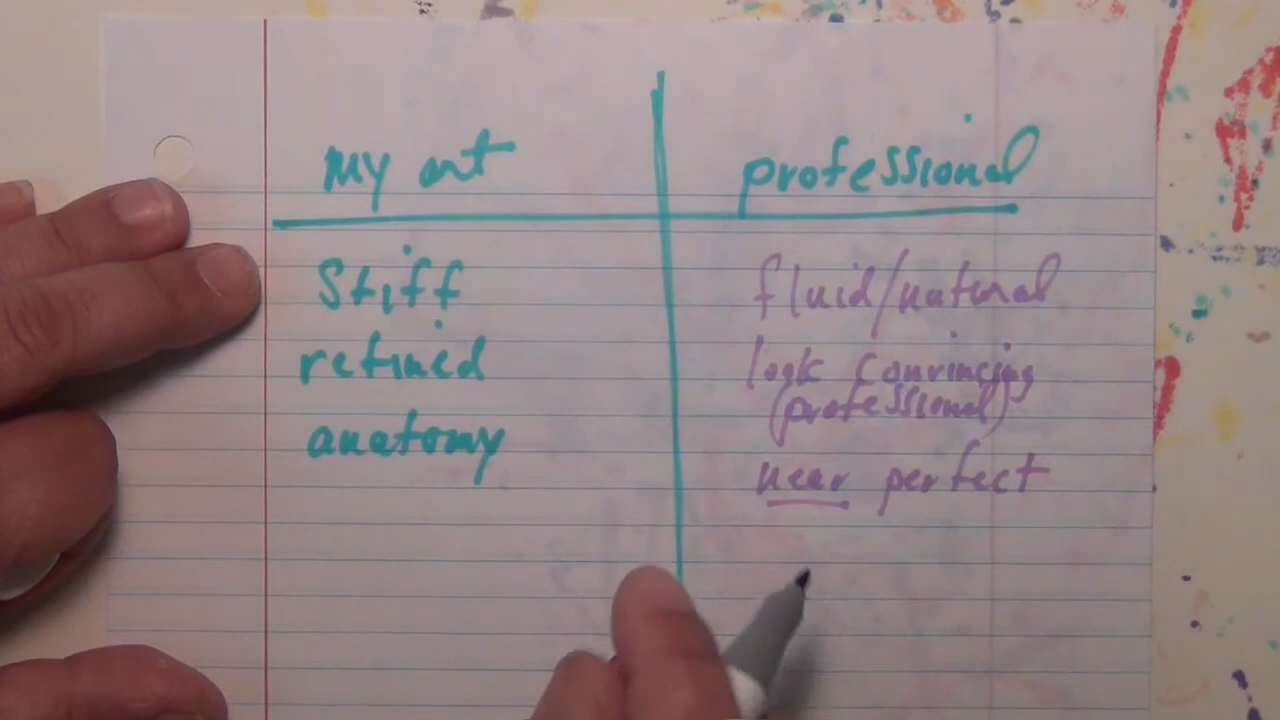 my art
professional
Stiff
fluid/natural
refined
look convincing
(professional)
anatomy
near perfect